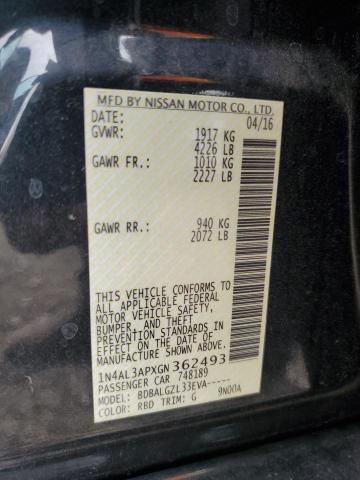 MFD BY NISSAN MOTOR CO., LTD.
DATE: 04/16
GVWR: 1917 KG
4226 LB
GAWR FR: 1010 KG
2227 LB
GAWR RR.: 940 KG
2072 LB
THIS VEHICLE CONFORMS TO
ALL APPLICABLE FEDERAL
MOTOR VEHICLE SAFETY,
BUMPER, AND THEFT
PREVENTION STANDARDS IN
EFFECT ON THE DATE OF
MANUFACTURE SHOWN ABOVE.
1N4AL3APXGN362493
PASSENGER CAR 748189
MODEL: BDBALGZL33EVA-----
COLOR: RBD TRIM: G 9N00A